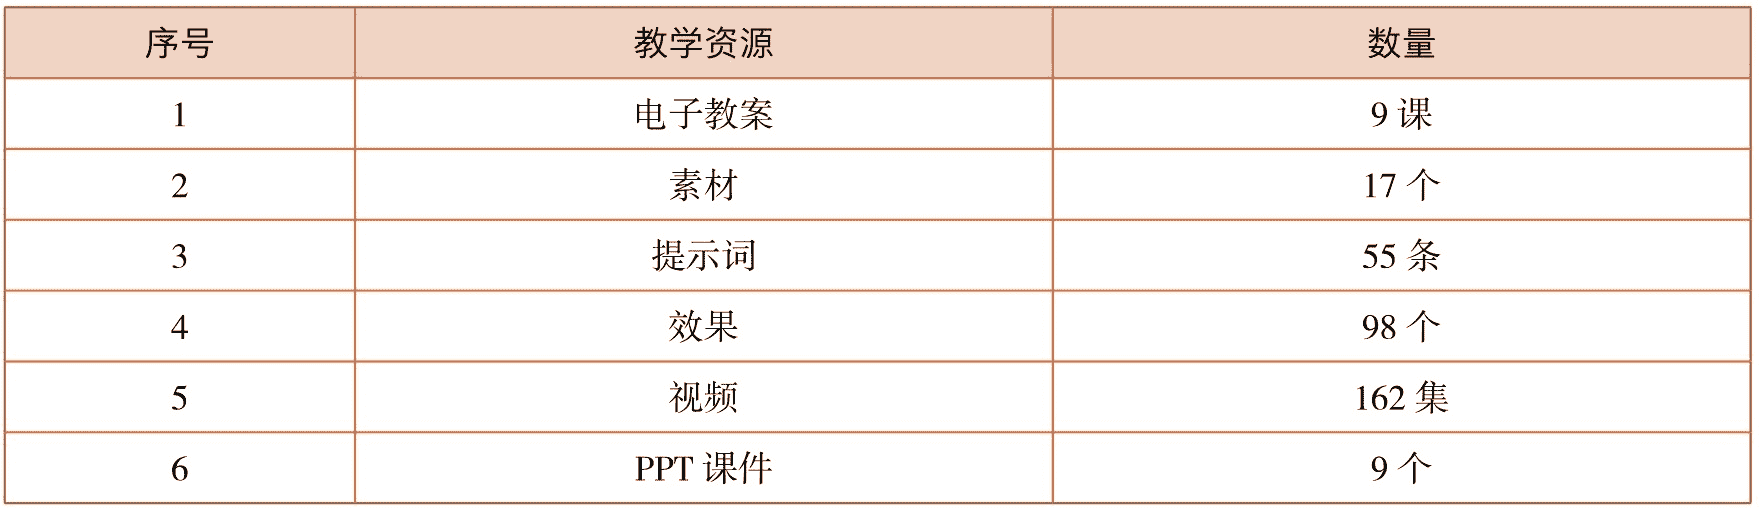 序号 教学资源 数量
1 电子教案 9 课
2 素材 17 个
3 提示词 55 条
4 效果 98 个
5 视频 162 集
6 PPT 课件 9 个